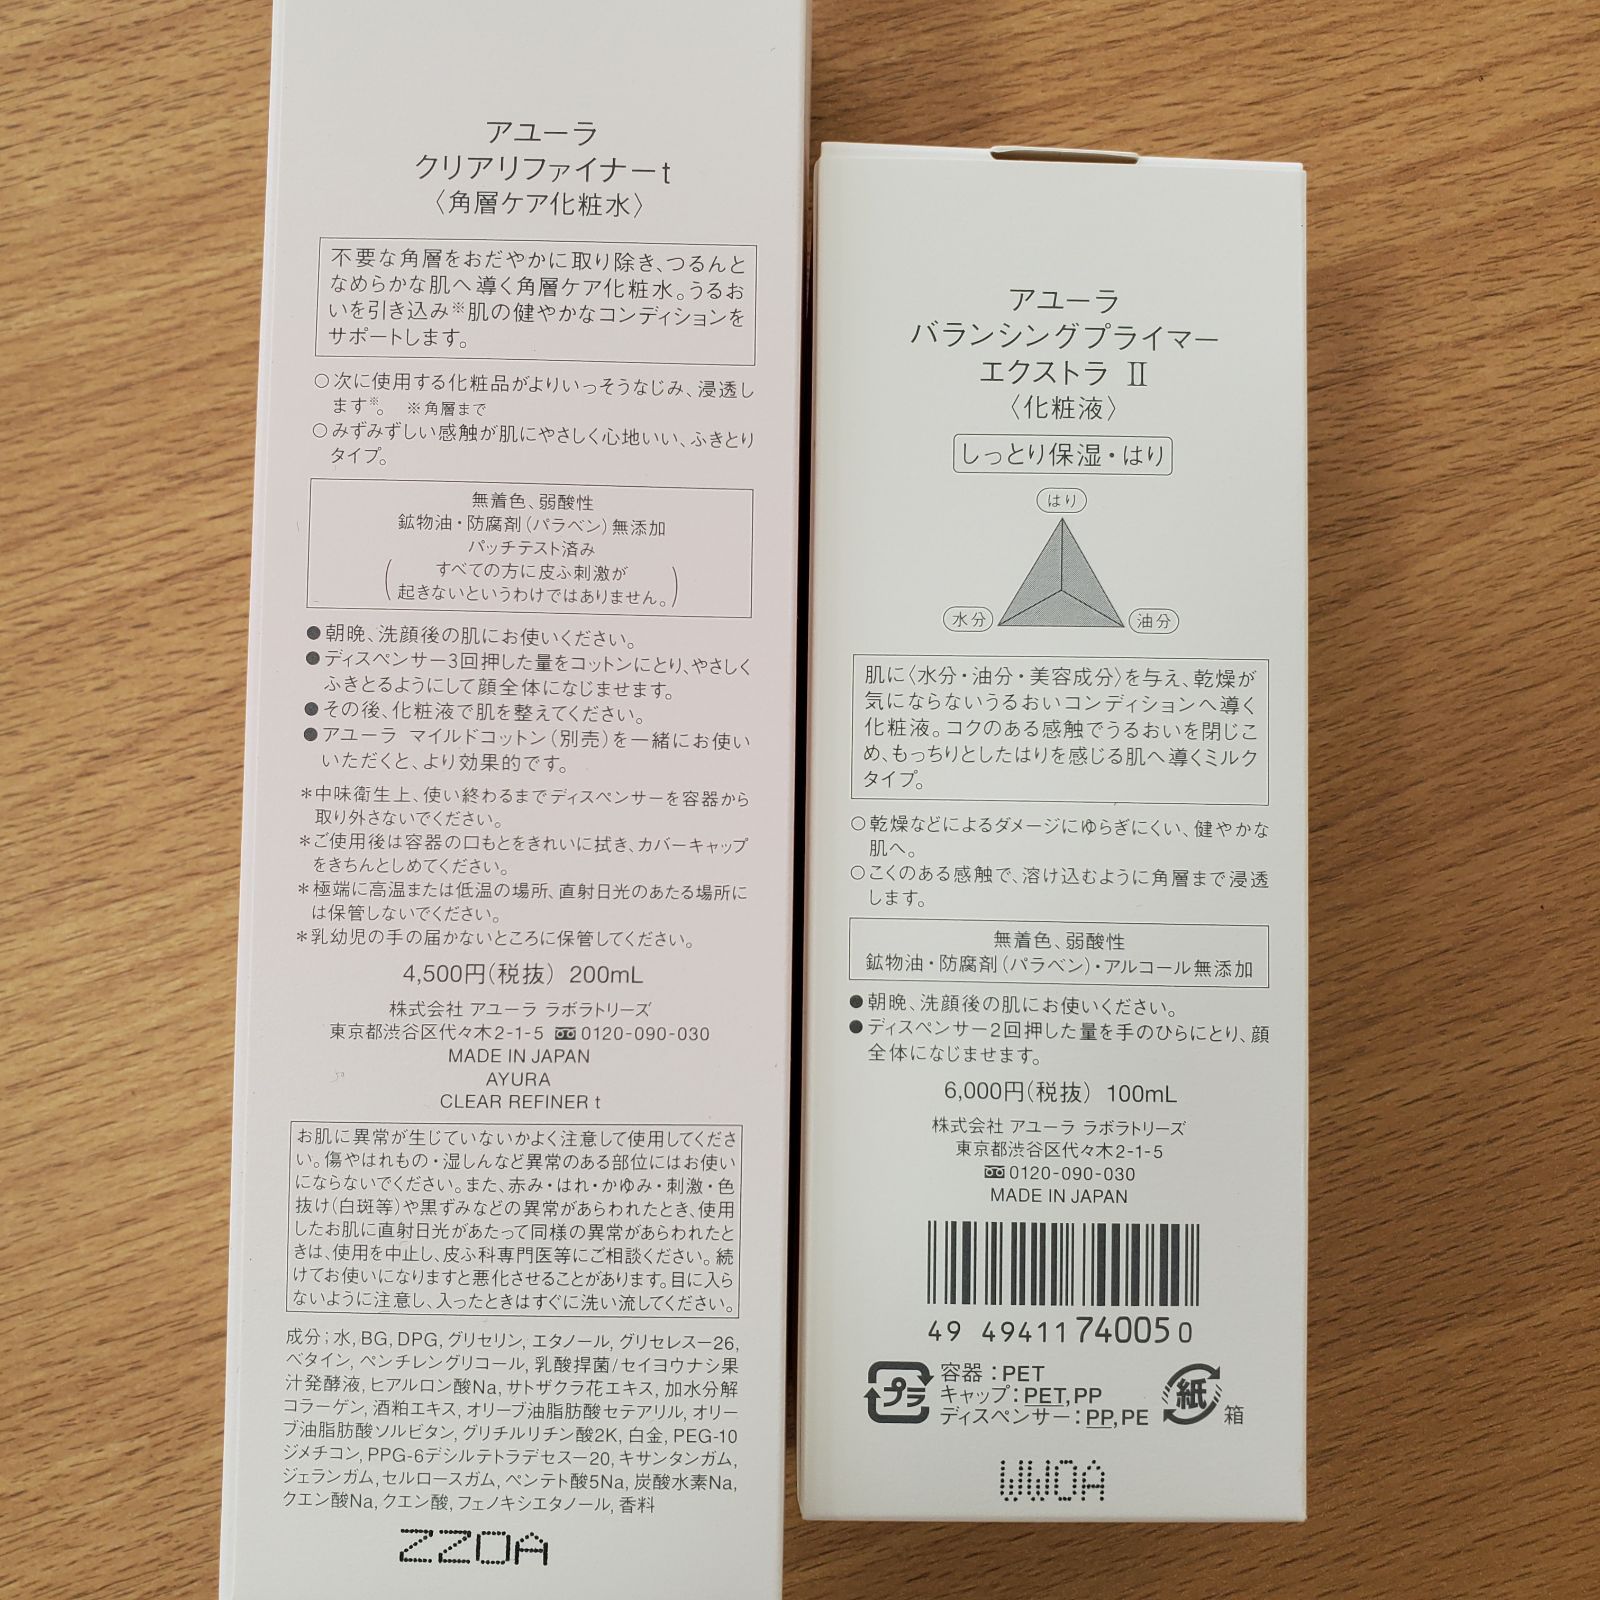 アユーラ
クリアリファイナー t
〈角層ケア化粧水〉
不要な角層をおだやかに取り除き、つるんと
なめらかな肌へ導く角層ケア化粧水。うるお
いを引き込み※肌の健やかなコンディションを
サポートします。
○次に使用する化粧品がよりいっそうなじみ、浸透し
ます※。 ※角層まで
○みずみずしい感触が肌にやさしく心地いい、ふきとり
タイプ。
無着色、弱酸性
鉱物油・防腐剤（パラベン）無添加
パッチテスト済み
（すべての方に皮ふ刺激が
起きないというわけではありません。）
●朝晩、洗顔後の肌にお使いください。
●ディスペンサー3回押した量をコットンにとり、やさしく
ふきとるようにして顔全体になじませます。
●その後、化粧液で肌を整えてください。
●アユーラ マイルドコットン（別売）を一緒にお使い
いただくと、より効果的です。
＊中味衛生上、使い終わるまでディスペンサーを容器から
取り外さないでください。
＊ご使用後は容器の口もとをきれいに拭き、カバーキャップ
をきちんとしめてください。
＊極端に高温または低温の場所、直射日光のあたる場所に
は保管しないでください。
＊乳幼児の手の届かないところに保管してください。
4,500円（税抜） 200mL
株式会社 アユーラ ラボラトリーズ
東京都渋谷区代々木2-1-5 0120-090-030
MADE IN JAPAN
AYURA
CLEAR REFINER t
お肌に異常が生じていないかよく注意して使用してくださ
い。傷やはれもの・湿しんなど異常のある部位にはお使い
にならないでください。また、赤み・はれ・かゆみ・刺激・色
抜け（白斑等）や黒ずみなどの異常があらわれたとき、使用
したお肌に直射日光があたって同様の異常があらわれたと
きは、使用を中止し、皮ふ科専門医等にご相談ください。続
けてお使いになりますと悪化させることがあります。目に入ら
ないように注意し、入ったときはすぐに洗い流してください。
成分；水, BG, DPG, グリセリン, エタノール, グリセレス-26,
ベタイン, ペンチレングリコール, 乳酸桿菌/セイヨウナシ果
汁発酵液, ヒアルロン酸Na, サトザクラ花エキス, 加水分解
コラーゲン, 酒粕エキス, オリーブ油脂肪酸セテアリル, オリー
ブ油脂肪酸ソルビタン, グリチルリチン酸2K, 白金, PEG-10
ジメチコン, PPG-6デシルテトラデセス-20, キサンタンガム,
ジェランガム, セルロースガム, ペンテト酸5Na, 炭酸水素Na,
クエン酸Na, クエン酸, フェノキシエタノール, 香料
ZZOA
アユーラ
バランシングプライマー
エクストラ II
〈化粧液〉
しっとり保湿・はり
はり
水分 油分
肌に〈水分・油分・美容成分〉を与え、乾燥が
気にならないうるおいコンディションへ導く
化粧液。コクのある感触でうるおいを閉じこ
め、もっちりとしたはりを感じる肌へ導くミルク
タイプ。
○乾燥などによるダメージにゆらぎにくい、健やかな
肌へ。
○こくのある感触で、溶け込むように角層まで浸透
します。
無着色、弱酸性
鉱物油・防腐剤（パラベン）・アルコール無添加
●朝晩、洗顔後の肌にお使いください。
●ディスペンサー2回押した量を手のひらにとり、顔
全体になじませます。
6,000円（税抜） 100mL
株式会社 アユーラ ラボラトリーズ
東京都渋谷区代々木2-1-5
0120-090-030
MADE IN JAPAN
49 49411 74005 0
プラ
容器：PET
キャップ：PET, PP
ディスペンサー：PP, PE
紙 箱
WWOA